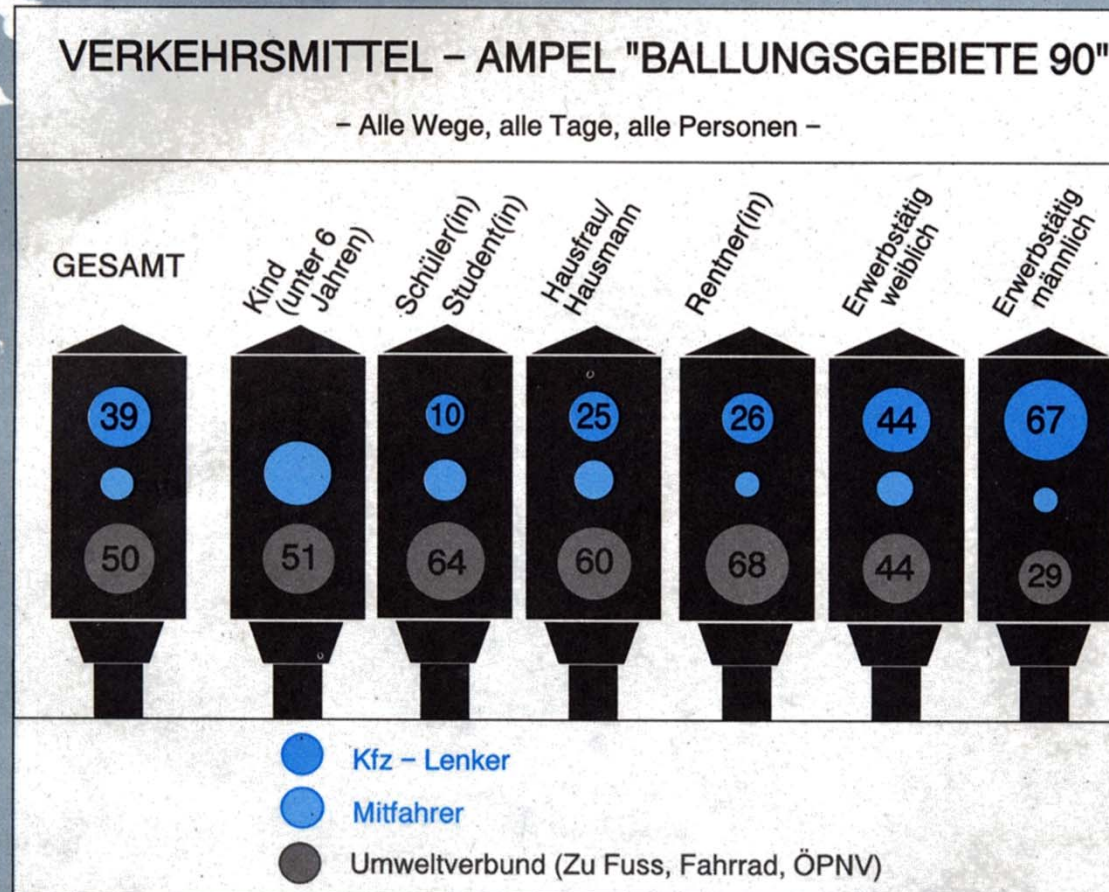 VERKEHRSMITTEL – AMPEL "BALLUNGSGEBIETE 90"
– Alle Wege, alle Tage, alle Personen –
GESAMT
Kind
(unter 6
Jahren)
Schüler(in)
Student(in)
Hausfrau/
Hausmann
Rentner(in)
Erwerbstätig
weiblich
Erwerbstätig
männlich
39
10
25
26
44
67
50
51
64
60
68
44
29
Kfz – Lenker
Mitfahrer
Umweltverbund (Zu Fuss, Fahrrad, ÖPNV)